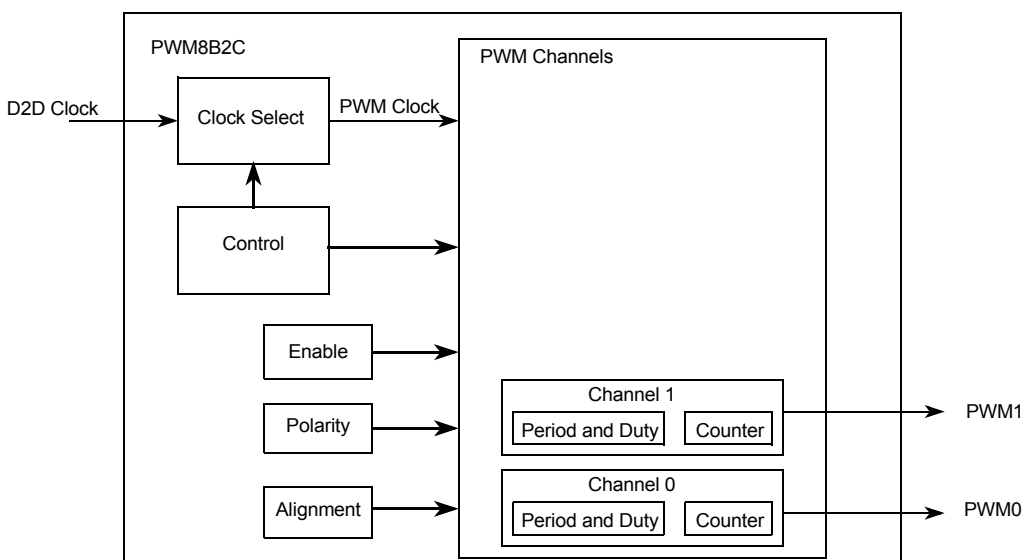 PWM8B2C
PWM Channels
D2D Clock
Clock Select
PWM Clock
Control
Enable
Channel 1
Polarity
Period and Duty
Counter
PWM1
Channel 0
Alignment
Period and Duty
Counter
PWM0